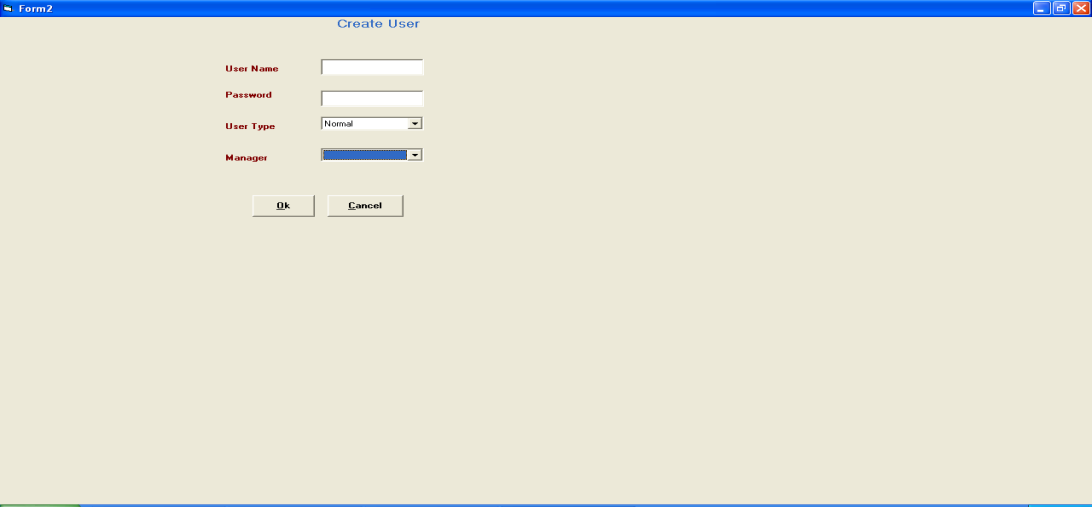 Form2
Create User
User Name
Password
User Type Normal
Manager
Ok Cancel